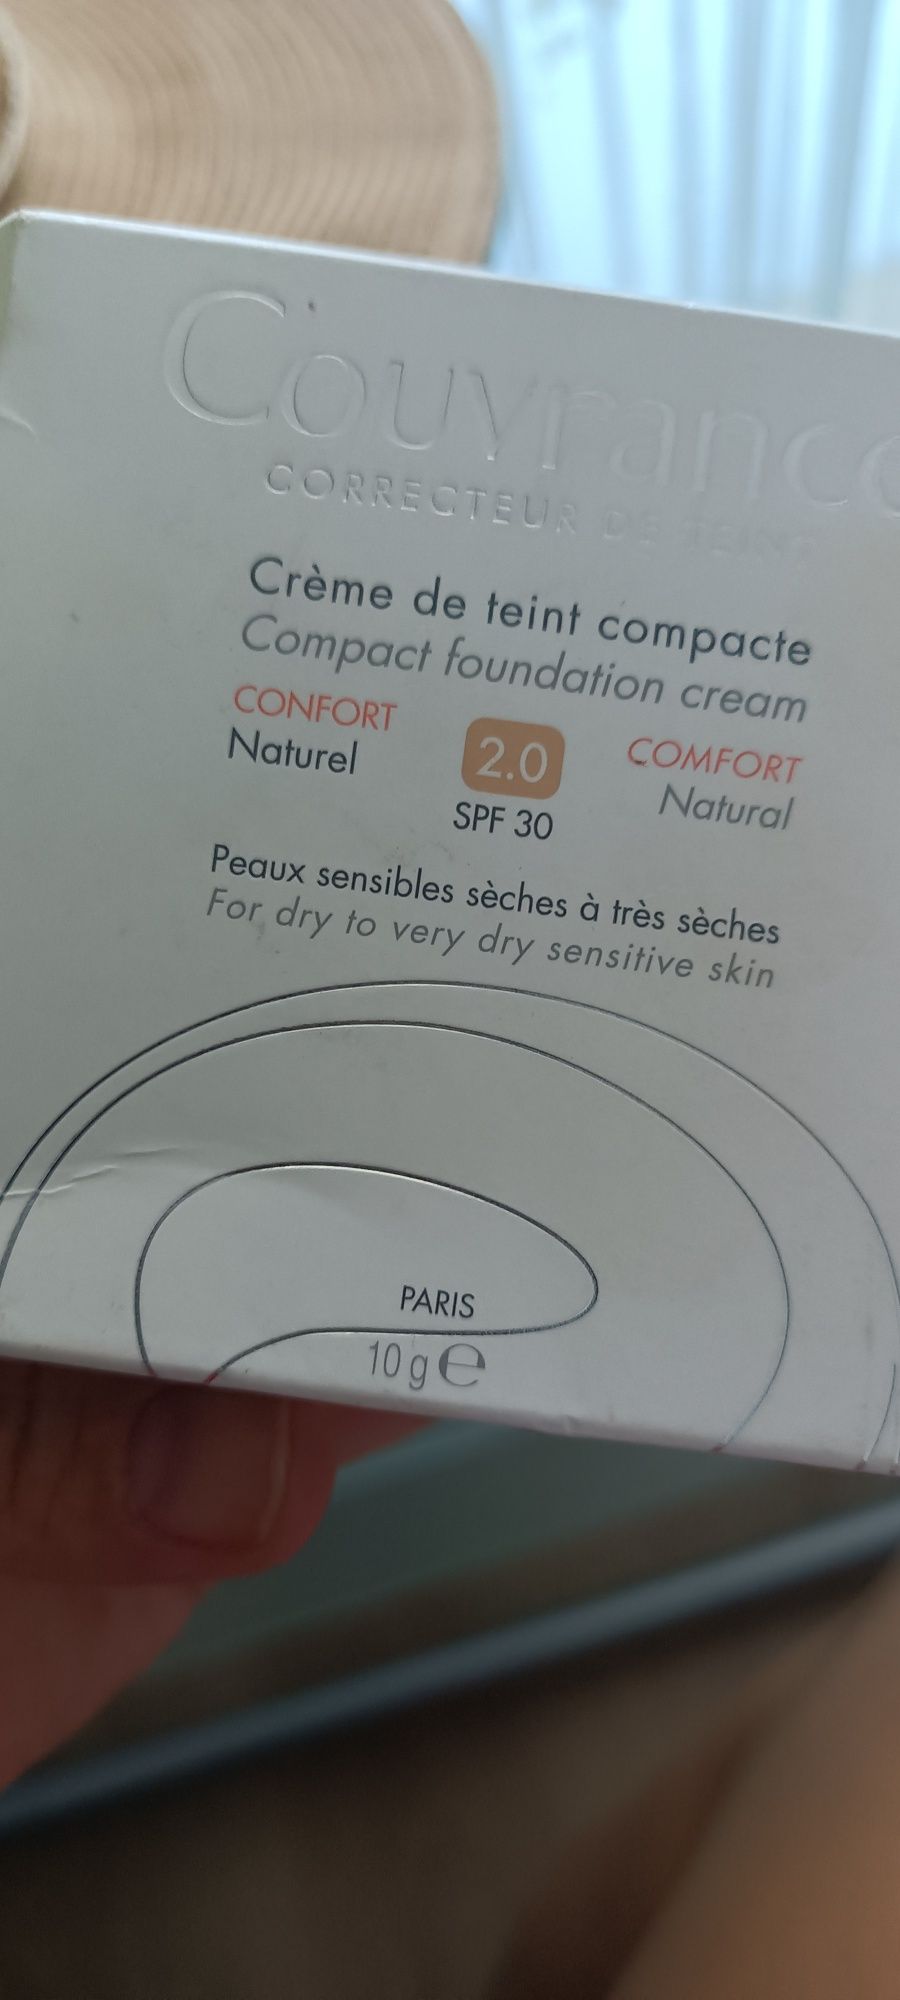 Couvrance
CORRECTEUR DE TEINT
Crème de teint compacte
Compact foundation cream
CONFORT
Naturel
2.0
SPF 30
COMFORT
Natural
Peaux sensibles sèches à très sèches
For dry to very dry sensitive skin
PARIS
10 g e